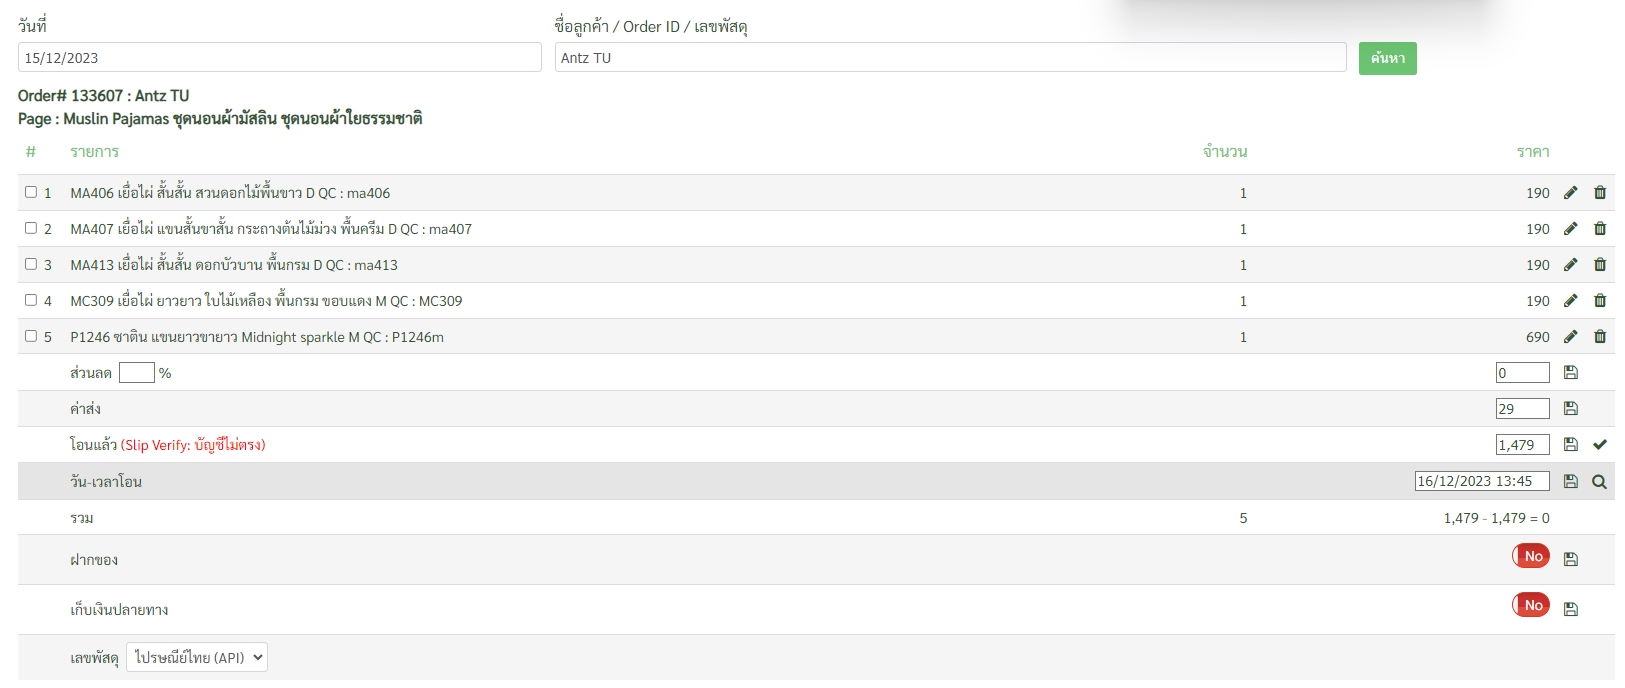 วันที่ ชื่อลูกค้า / Order ID / เลขพัสดุ
15/12/2023 Antz TU ค้นหา
Order# 133607 : Antz TU
Page : Muslin Pajamas ชุดนอนผ้ามัสลิน ชุดนอนผ้าใยธรรมชาติ
# รายการ จำนวน ราคา
1 MA406 เยื่อไผ่ สั้นสั้น สวนดอกไม้พื้นขาว D QC : ma406 1 190
2 MA407 เยื่อไผ่ แขนสั้นขาสั้น กระถางต้นไม้ม่วง พื้นครีม D QC : ma407 1 190
3 MA413 เยื่อไผ่ สั้นสั้น ดอกบัวบาน พื้นกรม D QC : ma413 1 190
4 MC309 เยื่อไผ่ ยาวยาว ใบไม้เหลือง พื้นกรม ขอบแดง M QC : MC309 1 190
5 P1246 ซาติน แขนยาวขายาว Midnight sparkle M QC : P1246m 1 690
ส่วนลด % 0
ค่าส่ง 29
โอนแล้ว (Slip Verify: บัญชีไม่ตรง) 1,479
วัน-เวลาโอน 16/12/2023 13:45
รวม 5 1,479 - 1,479 = 0
ฝากของ No
เก็บเงินปลายทาง No
เลขพัสดุ ไปรษณีย์ไทย (API)